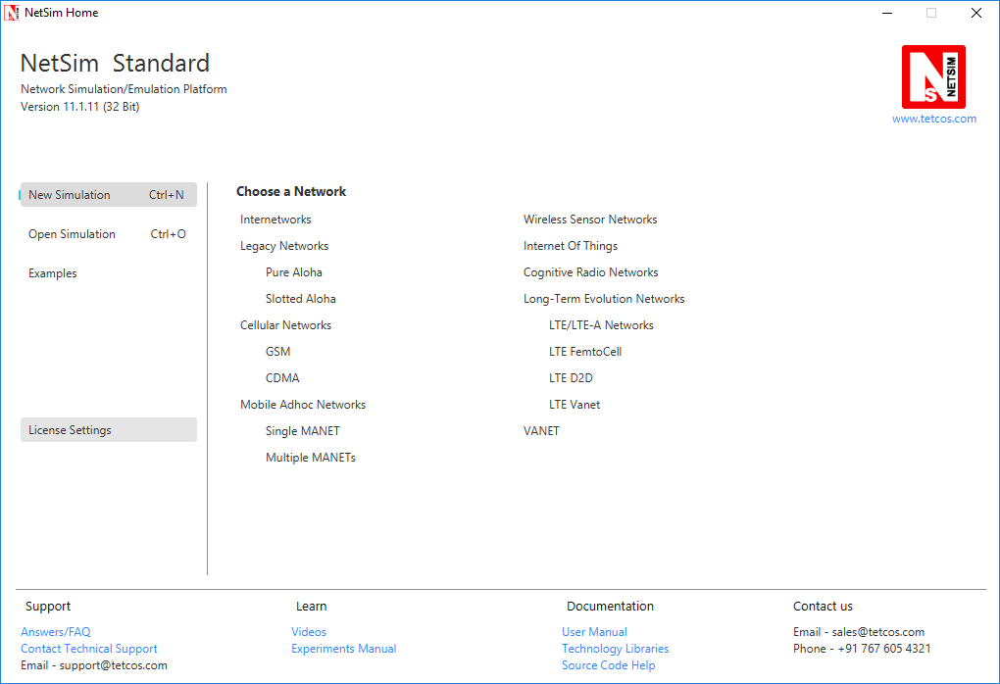 NetSim Home
NetSim Standard
Network Simulation/Emulation Platform
Version 11.1.11 (32 Bit)
NS NETSIM
www.tetcos.com
New Simulation Ctrl+N
Open Simulation Ctrl+O
Examples
License Settings
Choose a Network
Internetworks
Legacy Networks
Pure Aloha
Slotted Aloha
Cellular Networks
GSM
CDMA
Mobile Adhoc Networks
Single MANET
Multiple MANETs
Wireless Sensor Networks
Internet Of Things
Cognitive Radio Networks
Long-Term Evolution Networks
LTE/LTE-A Networks
LTE FemtoCell
LTE D2D
LTE Vanet
VANET
Support
Answers/FAQ
Contact Technical Support
Email - support@tetcos.com
Learn
Videos
Experiments Manual
Documentation
User Manual
Technology Libraries
Source Code Help
Contact us
Email - sales@tetcos.com
Phone - +91 767 605 4321